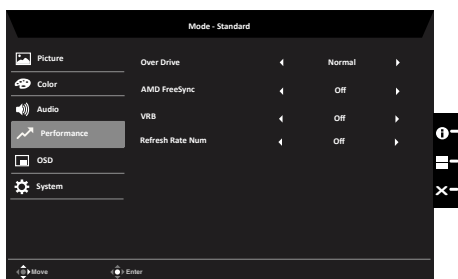 Mode - Standard
Picture
Color
Audio
Performance
OSD
System
Over Drive Normal
AMD FreeSync Off
VRB Off
Refresh Rate Num Off
Move Enter